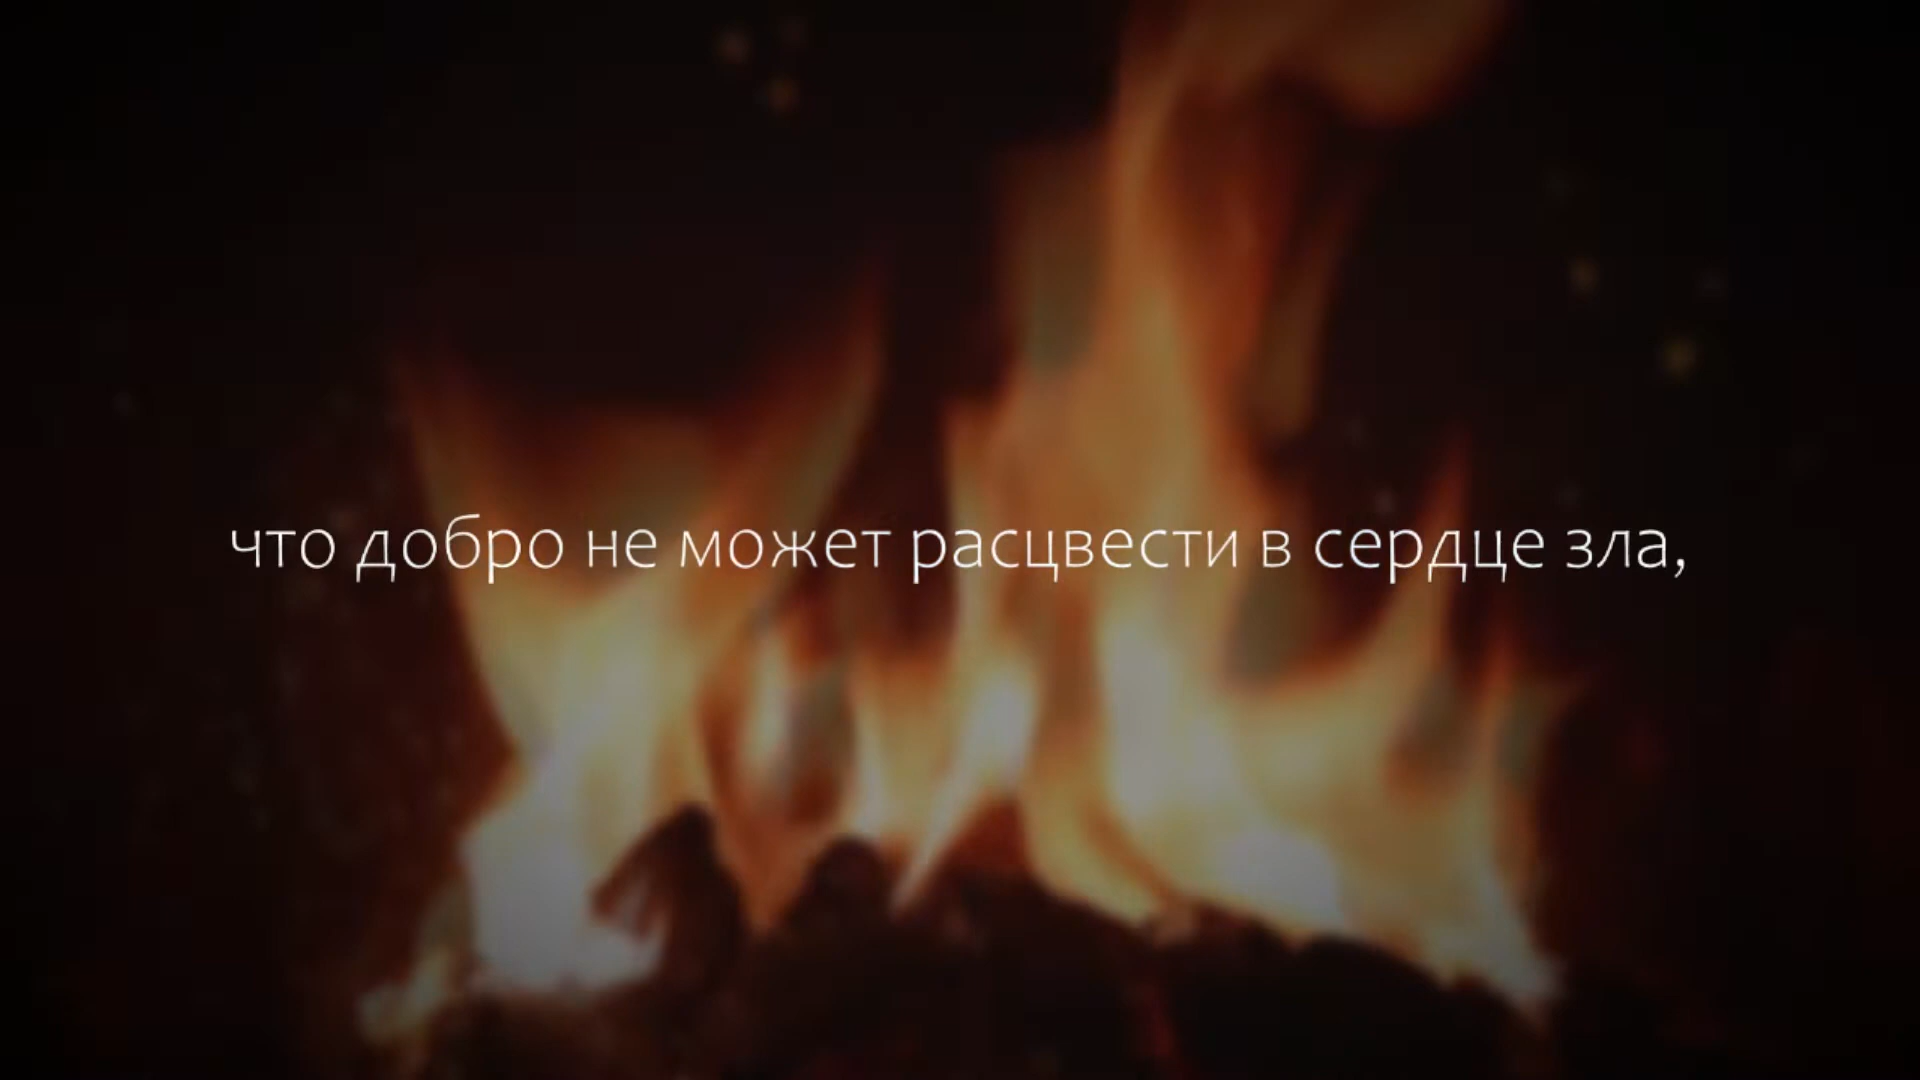 что добро не может расцвести в сердце зла,